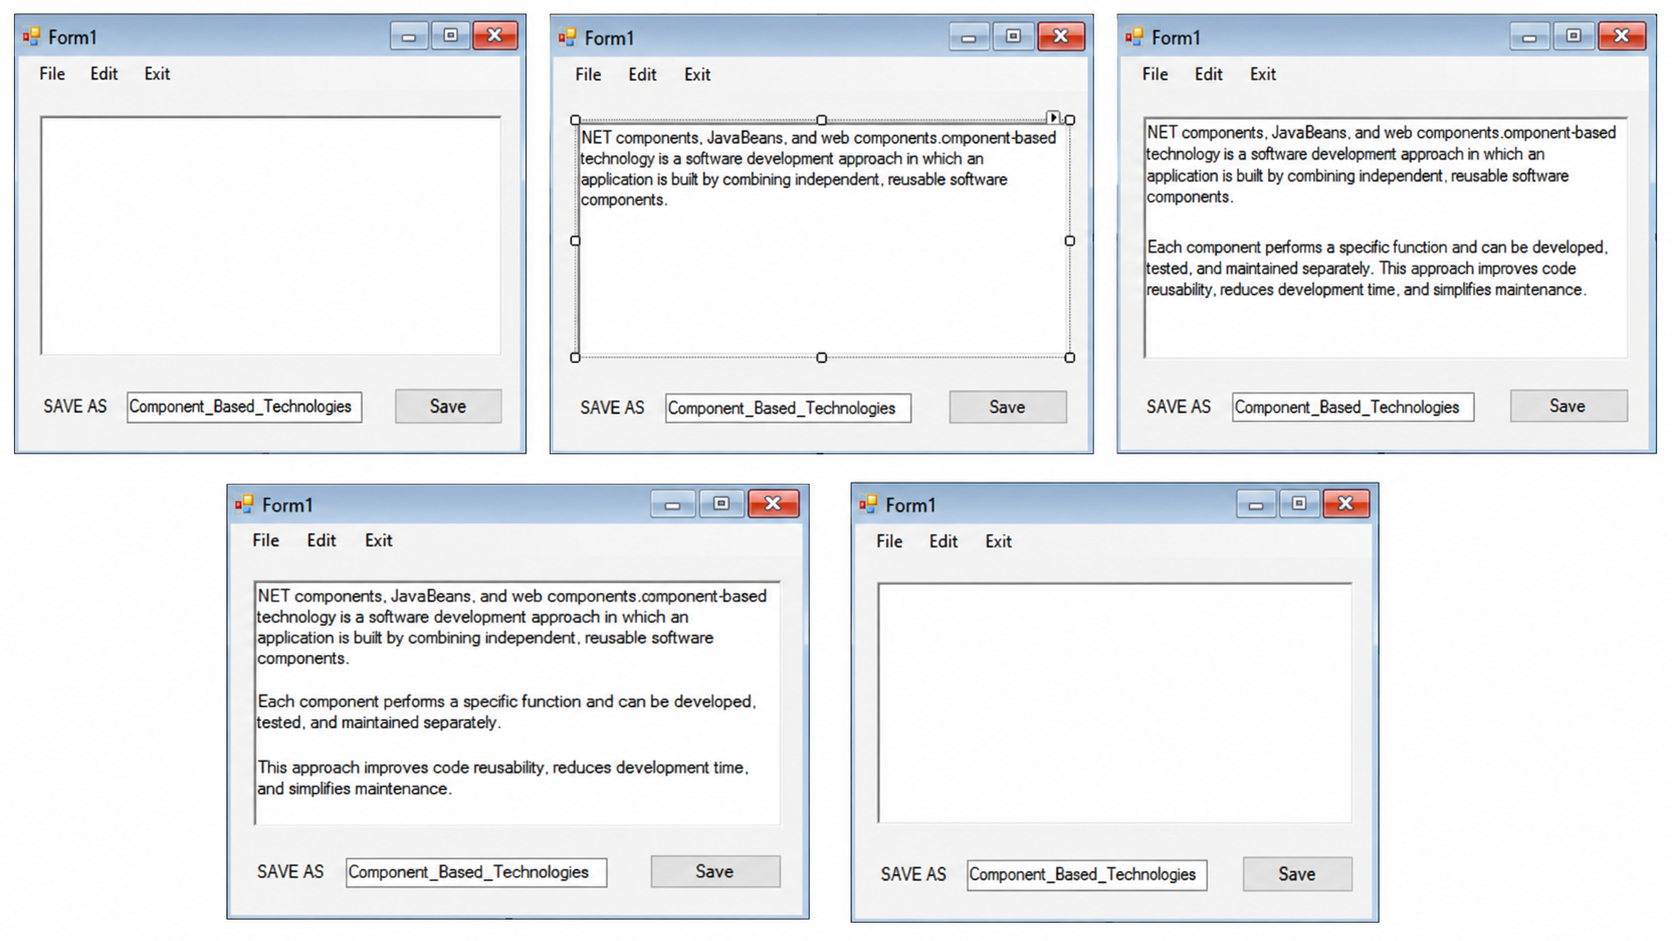 Form1
File Edit Exit
SAVE AS Component_Based_Technologies Save
Form1
File Edit Exit
NET components, JavaBeans, and web components.omponent-based
technology is a software development approach in which an
application is built by combining independent, reusable software
components.
SAVE AS Component_Based_Technologies Save
Form1
File Edit Exit
NET components, JavaBeans, and web components.omponent-based
technology is a software development approach in which an
application is built by combining independent, reusable software
components.
Each component performs a specific function and can be developed,
tested, and maintained separately. This approach improves code
reusability, reduces development time, and simplifies maintenance.
SAVE AS Component_Based_Technologies Save
Form1
File Edit Exit
NET components, JavaBeans, and web components.component-based
technology is a software development approach in which an
application is built by combining independent, reusable software
components.
Each component performs a specific function and can be developed,
tested, and maintained separately.
This approach improves code reusability, reduces development time,
and simplifies maintenance.
SAVE AS Component_Based_Technologies Save
Form1
File Edit Exit
SAVE AS Component_Based_Technologies Save